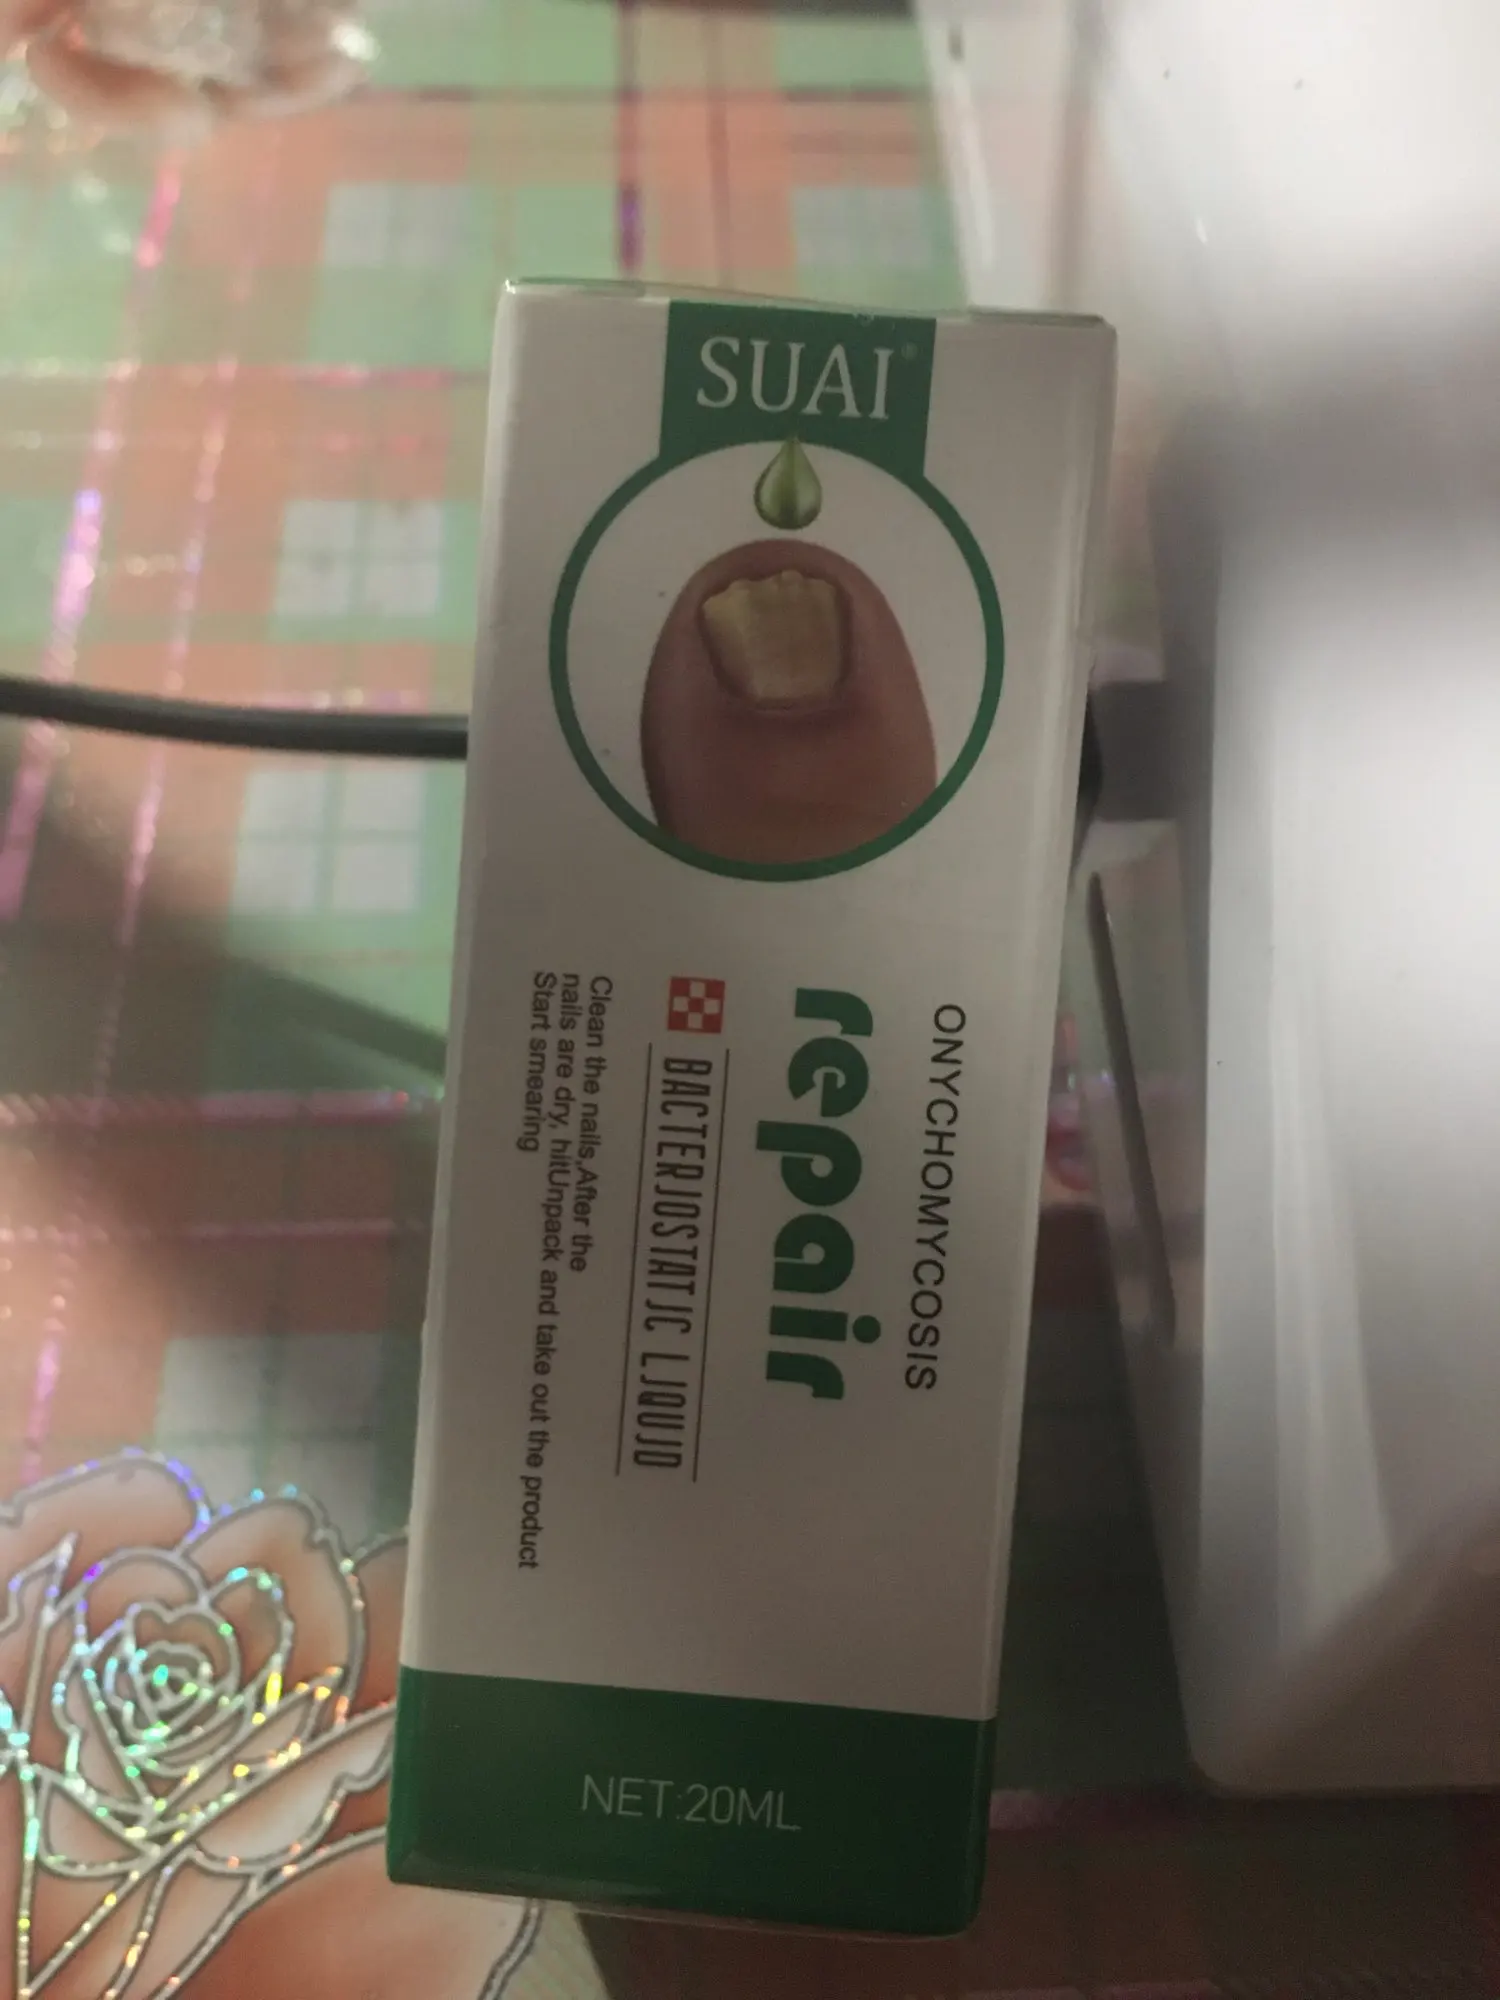 SUAI®
ONYCHOMYCOSIS
repair
BACTERIOSTATIC LIQUID
Clean the nails,After the
nails are dry, hitUnpack and take out the product
Start smearing
NET:20ML